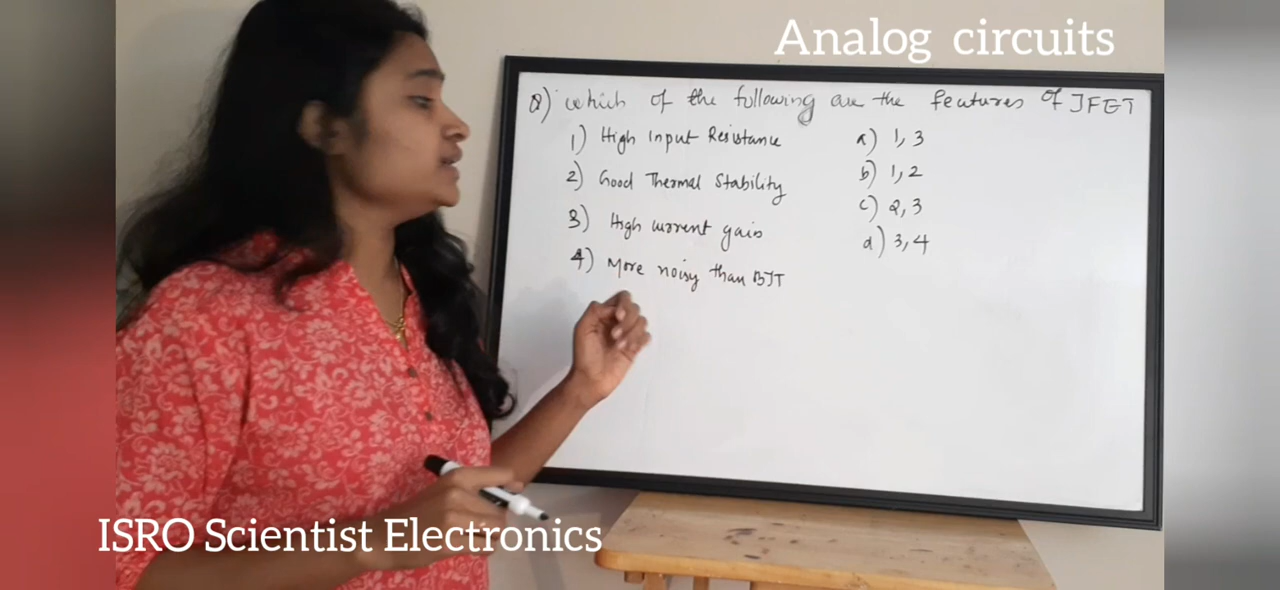 Analog circuits
Q) which of the following are the features of JFET
1) High Input Resistance
2) Good Thermal Stability
3) High current gain
4) More noisy than BJT
a) 1, 3
b) 1, 2
c) 2, 3
d) 3, 4
ISRO Scientist Electronics